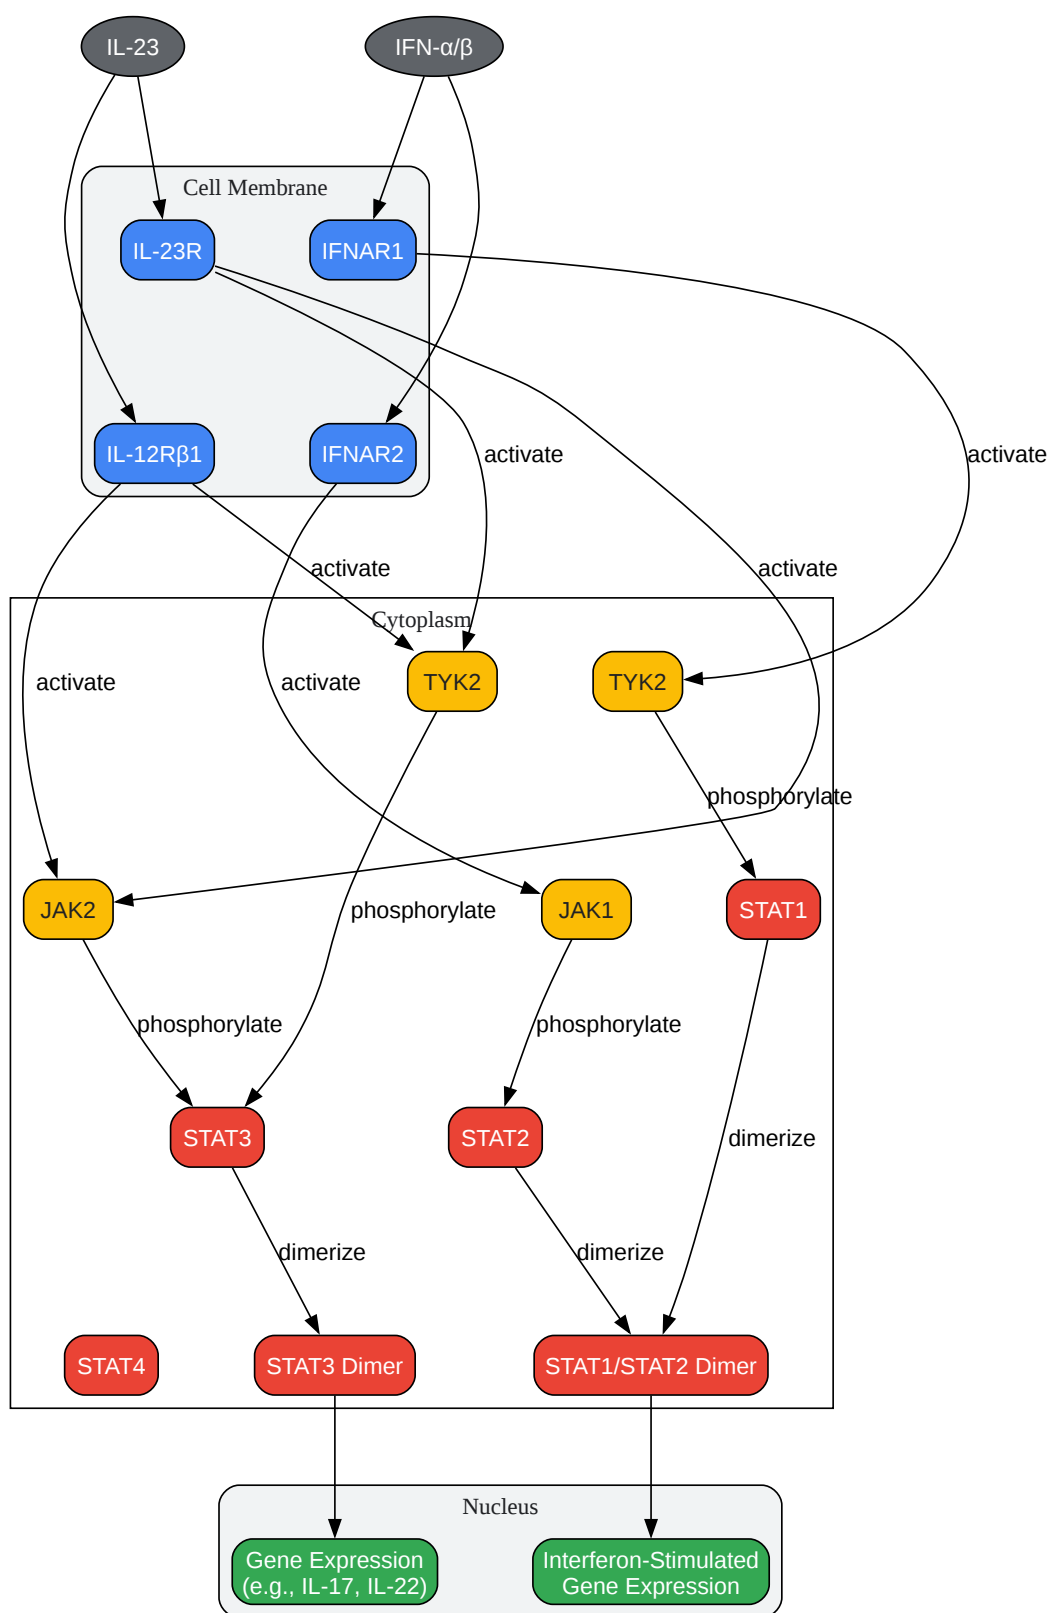 IL-23
IFN-α/β
Cell Membrane
IL-23R
IFNAR1
IL-12Rβ1
IFNAR2
activate
activate
activate
activate
Cytoplasm
activate
activate
TYK2
TYK2
phosphorylate
JAK2
phosphorylate
JAK1
STAT1
phosphorylate
phosphorylate
STAT3
STAT2
dimerize
dimerize
dimerize
STAT4
STAT3 Dimer
STAT1/STAT2 Dimer
Nucleus
Gene Expression
(e.g., IL-17, IL-22)
Interferon-Stimulated
Gene Expression